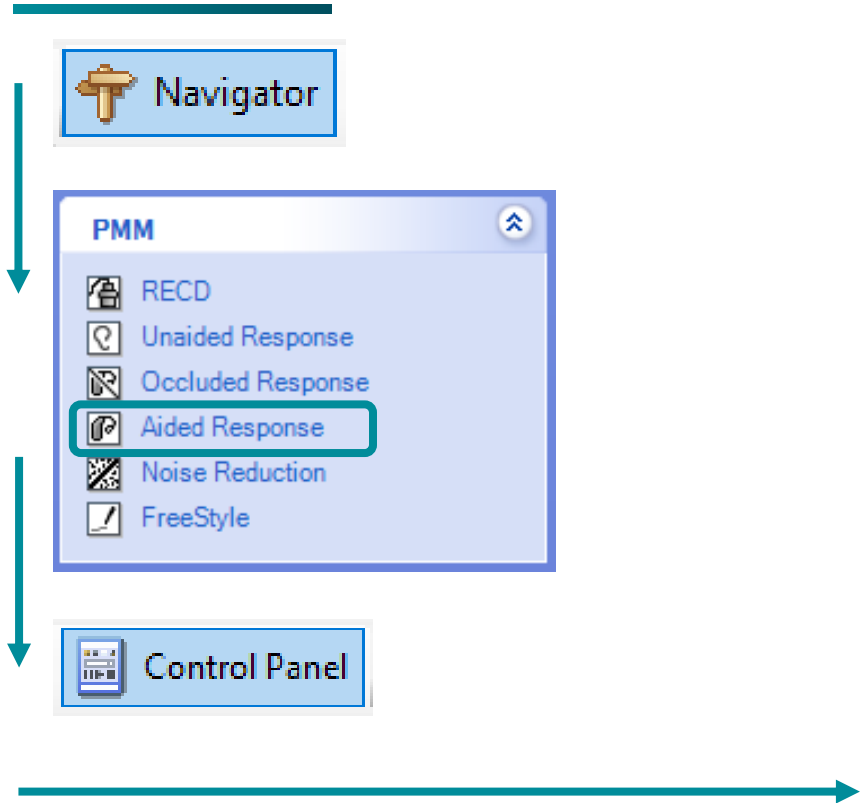 Navigator
PMM
RECD
Unaided Response
Occluded Response
Aided Response
Noise Reduction
FreeStyle
Control Panel